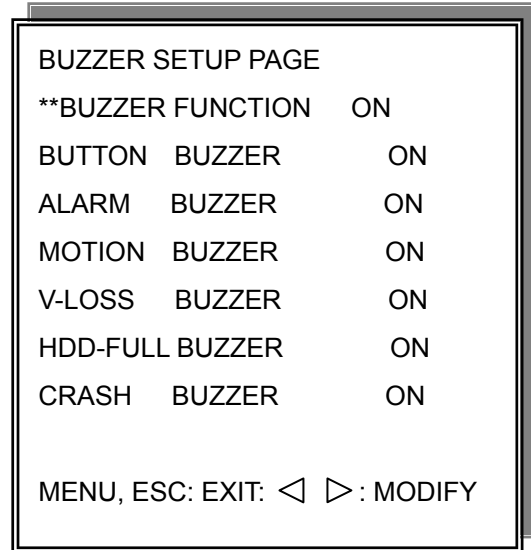 BUZZER SETUP PAGE
**BUZZER FUNCTION ON
BUTTON BUZZER ON
ALARM BUZZER ON
MOTION BUZZER ON
V-LOSS BUZZER ON
HDD-FULL BUZZER ON
CRASH BUZZER ON
MENU, ESC: EXIT: ◁ ▷ : MODIFY